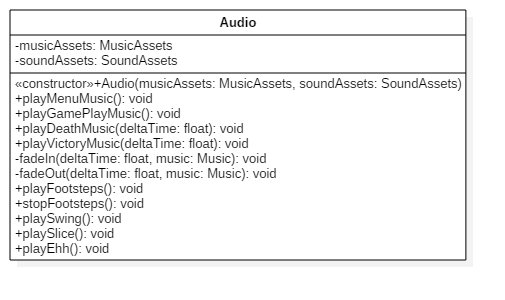 Audio
-musicAssets: MusicAssets
-soundAssets: SoundAssets
«constructor»+Audio(musicAssets: MusicAssets, soundAssets: SoundAssets)
+playMenuMusic(): void
+playGamePlayMusic(): void
+playDeathMusic(deltaTime: float): void
+playVictoryMusic(deltaTime: float): void
-fadeIn(deltaTime: float, music: Music): void
-fadeOut(deltaTime: float, music: Music): void
+playFootsteps(): void
+stopFootsteps(): void
+playSwing(): void
+playSlice(): void
+playEhh(): void